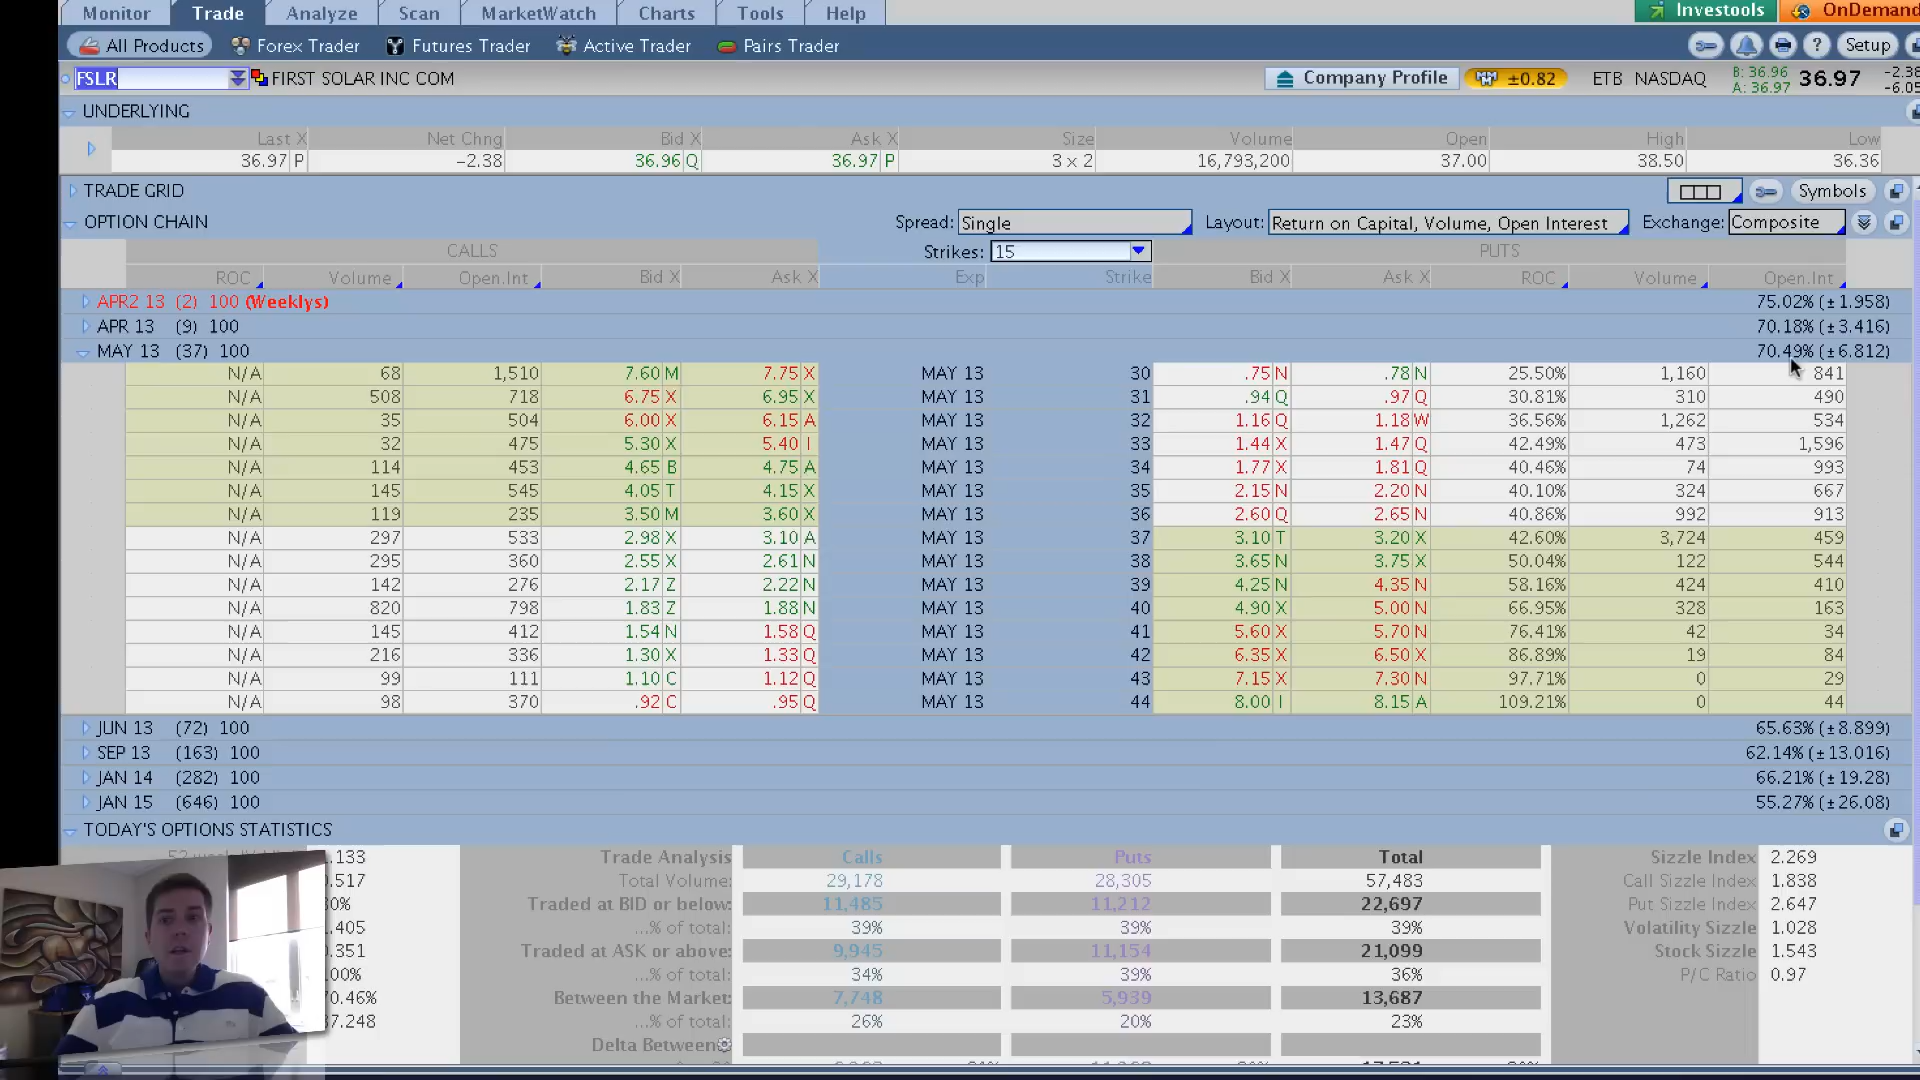 Monitor Trade Analyze Scan MarketWatch Charts Tools Help Investools OnDemand
All Products Forex Trader Futures Trader Active Trader Pairs Trader ? Setup
FSLR FIRST SOLAR INC COM Company Profile ±0.82 ETB NASDAQ B: 36.96 A: 36.97 36.97 -2.38
UNDERLYING
Last X Net Chng Bid X Ask X Size Volume Open High Low
36.97 P -2.38 36.96 Q 36.97 P 3 x 2 16,793,200 37.00 38.50 36.36
TRADE GRID Symbols
OPTION CHAIN Spread: Single Layout: Return on Capital, Volume, Open Interest Exchange: Composite
CALLS Strikes: 15 PUTS
ROC Volume Open.Int Bid X Ask X Exp Strike Bid X Ask X ROC Volume Open.Int
APR2 13 (2) 100 (Weeklys) 75.02% (±1.958)
APR 13 (9) 100 70.18% (±3.416)
MAY 13 (37) 100 70.49% (±6.812)
N/A 68 1,510 7.60 M 7.75 X MAY 13 30 .75 N .78 N 25.50% 1,160 841
N/A 508 718 6.75 X 6.95 X MAY 13 31 .94 Q .97 Q 30.81% 310 490
N/A 35 504 6.00 X 6.15 A MAY 13 32 1.16 Q 1.18 W 36.56% 1,262 534
N/A 32 475 5.30 X 5.40 I MAY 13 33 1.44 X 1.47 Q 42.49% 473 1,596
N/A 114 453 4.65 B 4.75 A MAY 13 34 1.77 X 1.81 Q 40.46% 74 993
N/A 145 545 4.05 T 4.15 X MAY 13 35 2.15 N 2.20 N 40.10% 324 667
N/A 119 235 3.50 M 3.60 X MAY 13 36 2.60 Q 2.65 N 40.86% 992 913
N/A 297 533 2.98 X 3.10 A MAY 13 37 3.10 T 3.20 X 42.60% 3,724 459
N/A 295 360 2.55 X 2.61 N MAY 13 38 3.65 N 3.75 X 50.04% 122 544
N/A 142 276 2.17 Z 2.22 N MAY 13 39 4.25 N 4.35 N 58.16% 424 410
N/A 820 798 1.83 Z 1.88 N MAY 13 40 4.90 X 5.00 N 66.95% 328 163
N/A 145 412 1.54 N 1.58 Q MAY 13 41 5.60 X 5.70 N 76.41% 42 34
N/A 216 336 1.30 X 1.33 Q MAY 13 42 6.35 X 6.50 X 86.89% 19 84
N/A 99 111 1.10 C 1.12 Q MAY 13 43 7.15 X 7.30 N 97.71% 0 29
N/A 98 370 .92 C .95 Q MAY 13 44 8.00 I 8.15 A 109.21% 0 44
JUN 13 (72) 100 65.63% (±8.899)
SEP 13 (163) 100 62.14% (±13.016)
JAN 14 (282) 100 66.21% (±19.28)
JAN 15 (646) 100 55.27% (±26.08)
TODAY'S OPTIONS STATISTICS
.133 Trade Analysis Calls Puts Total Sizzle Index 2.269
.517 Total Volume: 29,178 28,305 57,483 Call Sizzle Index 1.838
Traded at BID or below: 11,485 11,212 22,697 Put Sizzle Index 2.647
.405 ...% of total: 39% 39% 39% Volatility Sizzle 1.028
.351 Traded at ASK or above: 9,945 11,154 21,099 Stock Sizzle 1.543
...% of total: 34% 39% 36% P/C Ratio 0.97
Between the Market: 7,748 5,939 13,687
...% of total: 26% 20% 23%
Delta Between